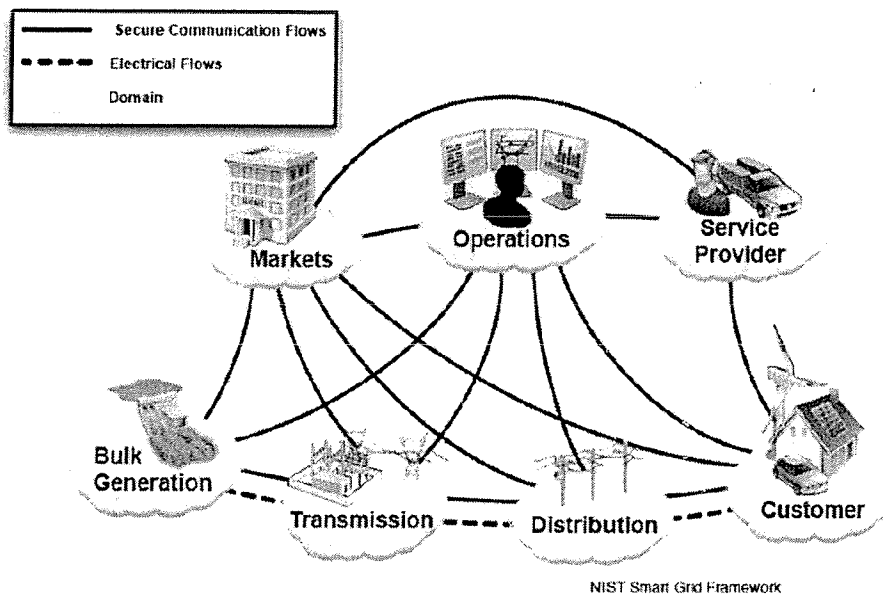 Secure Communication Flows
Electrical Flows
Domain
Markets
Operations
Service
Provider
Bulk
Generation
Transmission
Distribution
Customer
NIST Smart Grid Framework